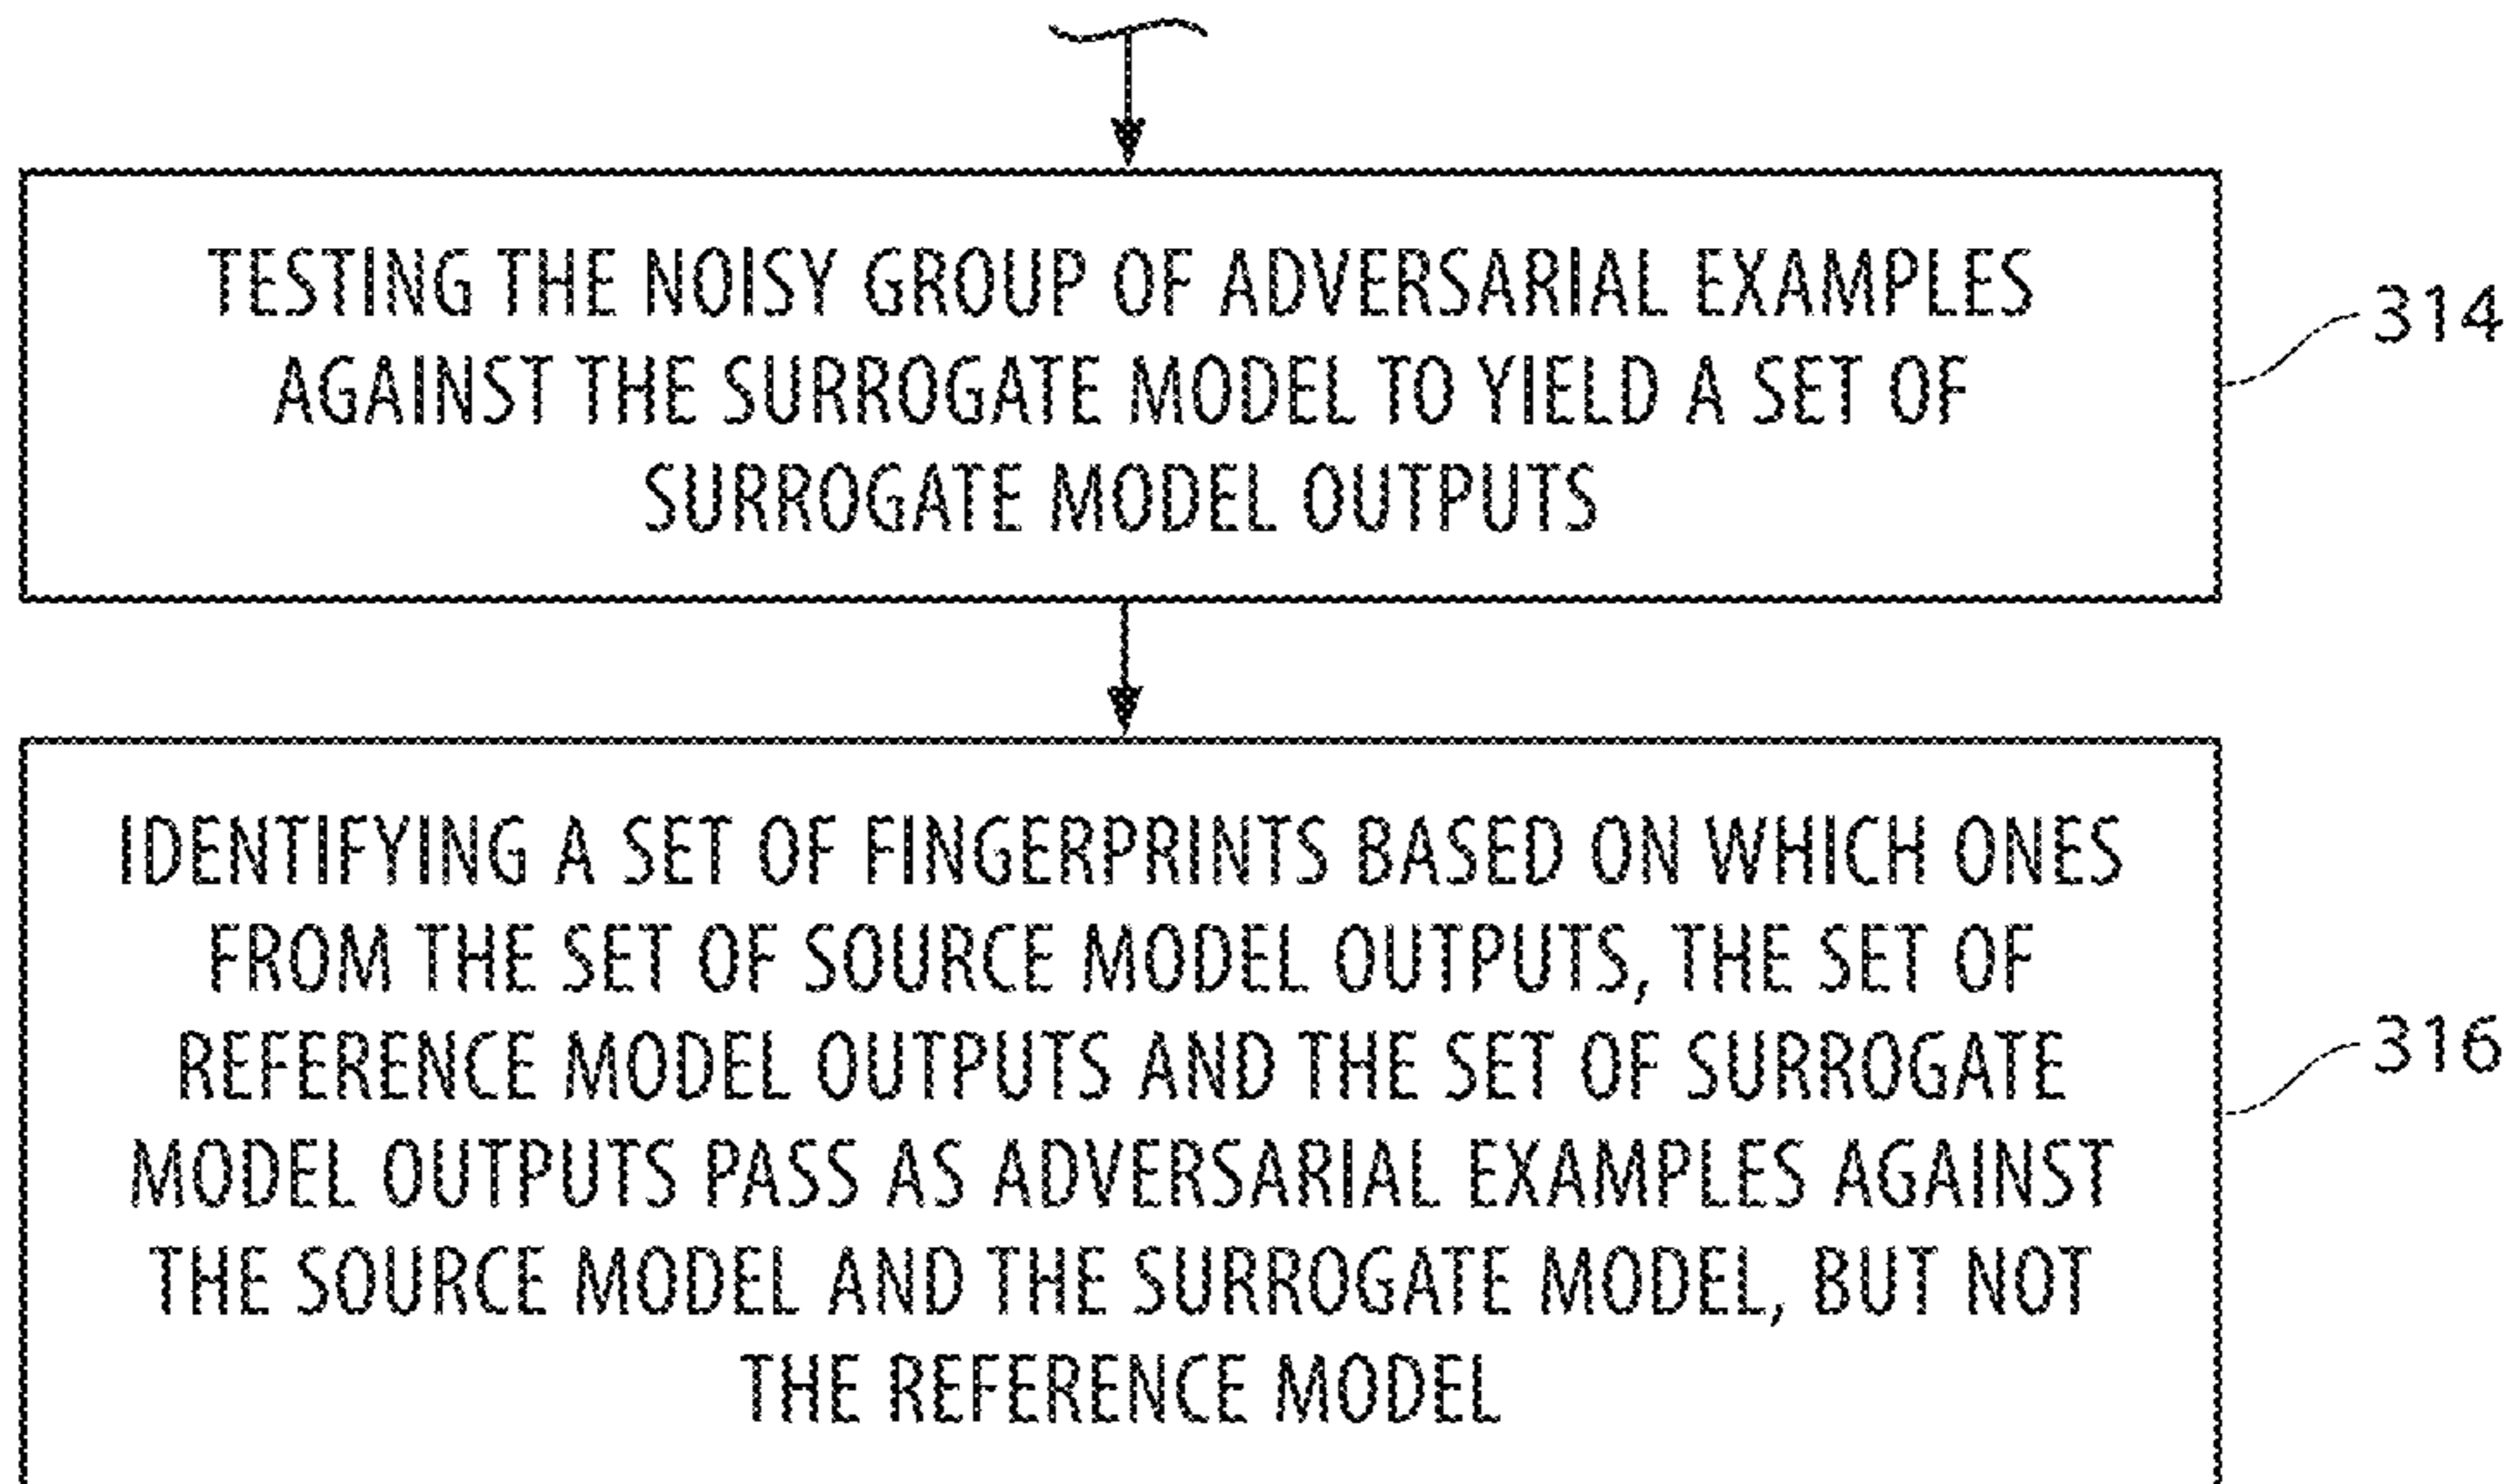 TESTING THE NOISY GROUP OF ADVERSARIAL EXAMPLES
AGAINST THE SURROGATE MODEL TO YIELD A SET OF
SURROGATE MODEL OUTPUTS
314
IDENTIFYING A SET OF FINGERPRINTS BASED ON WHICH ONES
FROM THE SET OF SOURCE MODEL OUTPUTS, THE SET OF
REFERENCE MODEL OUTPUTS AND THE SET OF SURROGATE
MODEL OUTPUTS PASS AS ADVERSARIAL EXAMPLES AGAINST
THE SOURCE MODEL AND THE SURROGATE MODEL, BUT NOT
THE REFERENCE MODEL
316